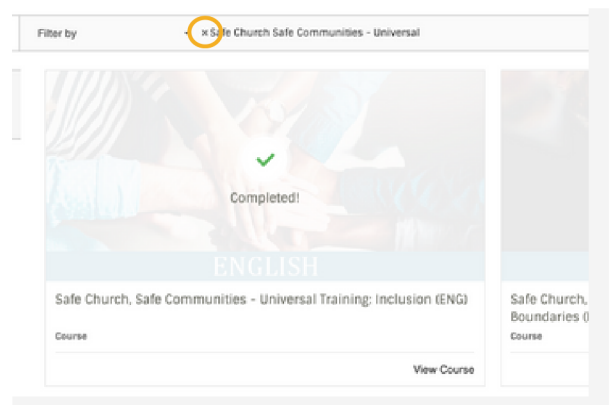 Filter by
× Safe Church Safe Communities - Universal
Completed!
ENGLISH
Safe Church, Safe Communities - Universal Training: Inclusion (ENG)
Course
View Course
Safe Church,
Boundaries (
Course